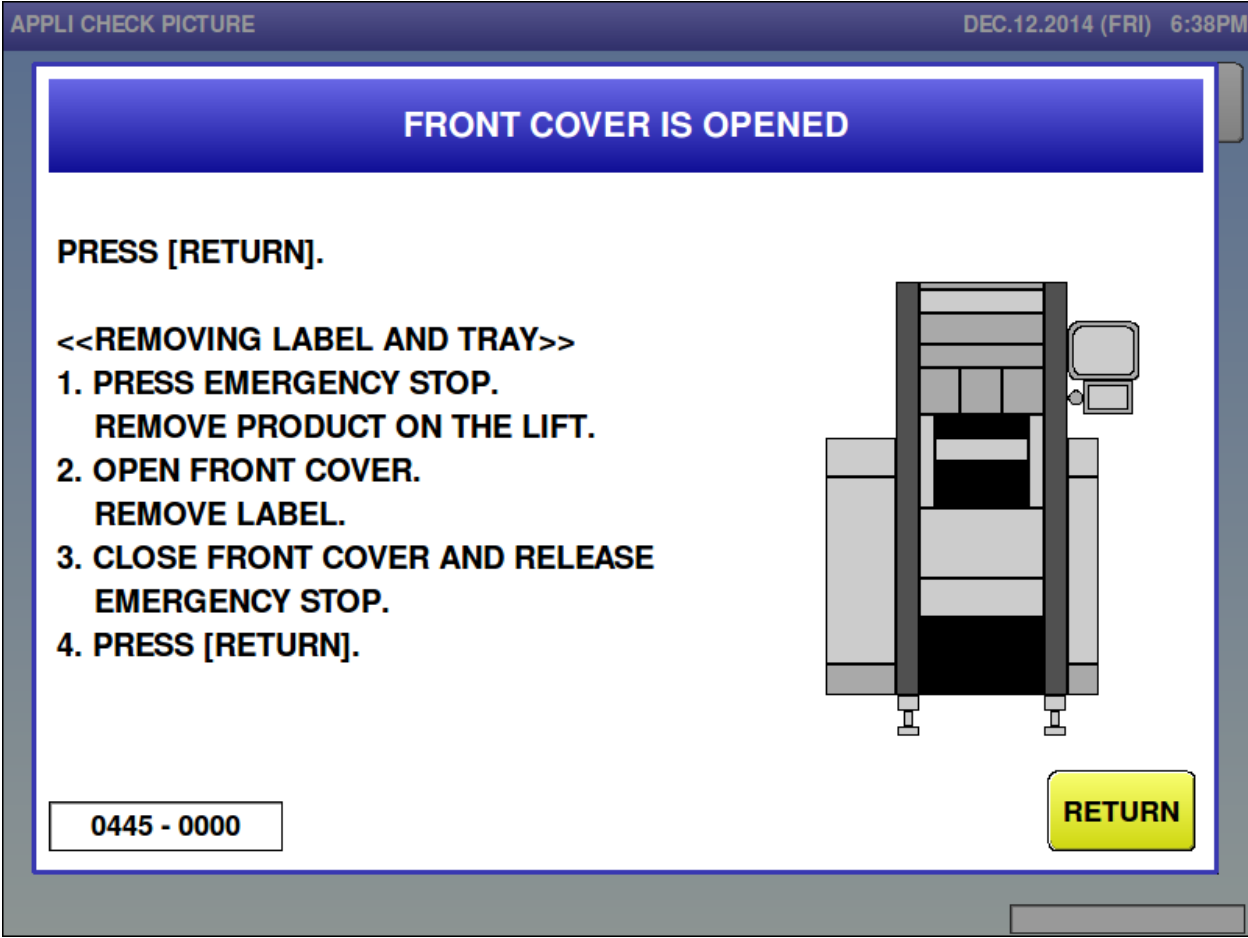 APPLI CHECK PICTURE DEC.12.2014 (FRI) 6:38PM
FRONT COVER IS OPENED
PRESS [RETURN].
<<REMOVING LABEL AND TRAY>>
1. PRESS EMERGENCY STOP.
REMOVE PRODUCT ON THE LIFT.
2. OPEN FRONT COVER.
REMOVE LABEL.
3. CLOSE FRONT COVER AND RELEASE
EMERGENCY STOP.
4. PRESS [RETURN].
0445 - 0000
RETURN